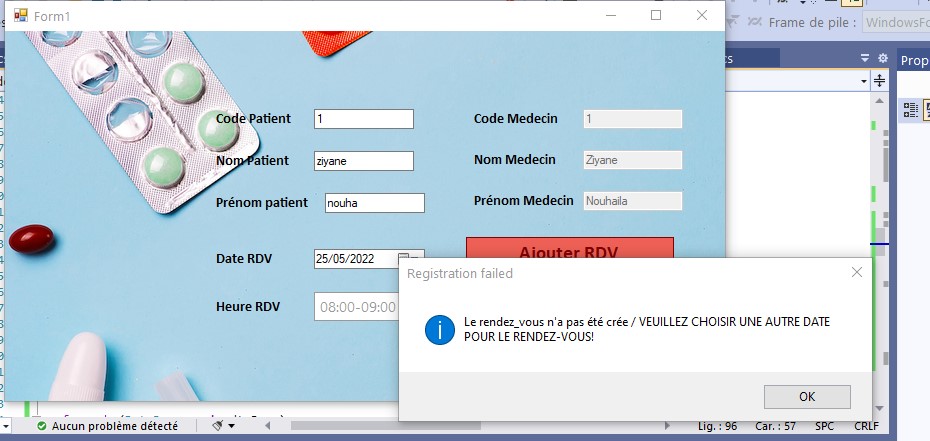 Form1
Frame de pile :
WindowsFo
cs
Prop
Code Patient 1 Code Medecin 1
Nom Patient ziyane Nom Medecin Ziyane
Prénom patient nouha Prénom Medecin Nouhaila
Date RDV 25/05/2022 Ajouter RDV
Heure RDV 08:00-09:00
Registration failed
Le rendez_vous n'a pas été crée / VEUILLEZ CHOISIR UNE AUTRE DATE
POUR LE RENDEZ-VOUS!
OK
Aucun problème détecté Lig. : 96 Car. : 57 SPC CRLF